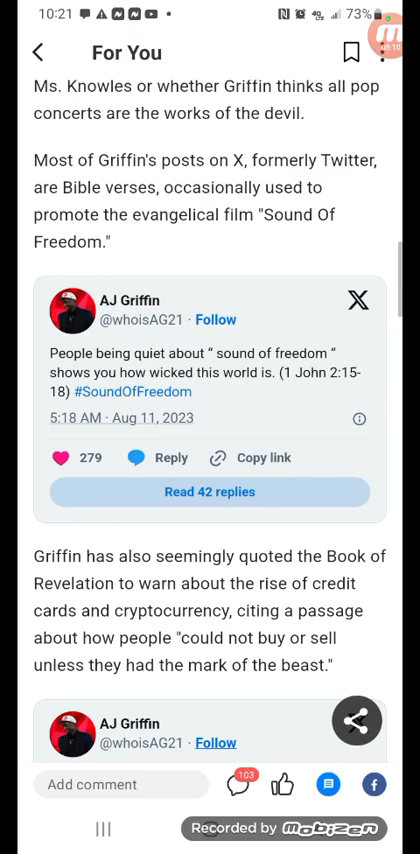 10:21
4G
73%
For You
08:10
Ms. Knowles or whether Griffin thinks all pop
concerts are the works of the devil.
Most of Griffin's posts on X, formerly Twitter,
are Bible verses, occasionally used to
promote the evangelical film "Sound Of
Freedom."
AJ Griffin
@whoisAG21 · Follow
People being quiet about “ sound of freedom “
shows you how wicked this world is. (1 John 2:15-
18) #SoundOfFreedom
5:18 AM · Aug 11, 2023
279 Reply Copy link
Read 42 replies
Griffin has also seemingly quoted the Book of
Revelation to warn about the rise of credit
cards and cryptocurrency, citing a passage
about how people "could not buy or sell
unless they had the mark of the beast."
AJ Griffin
@whoisAG21 · Follow
Add comment 103
Recorded by mobizen